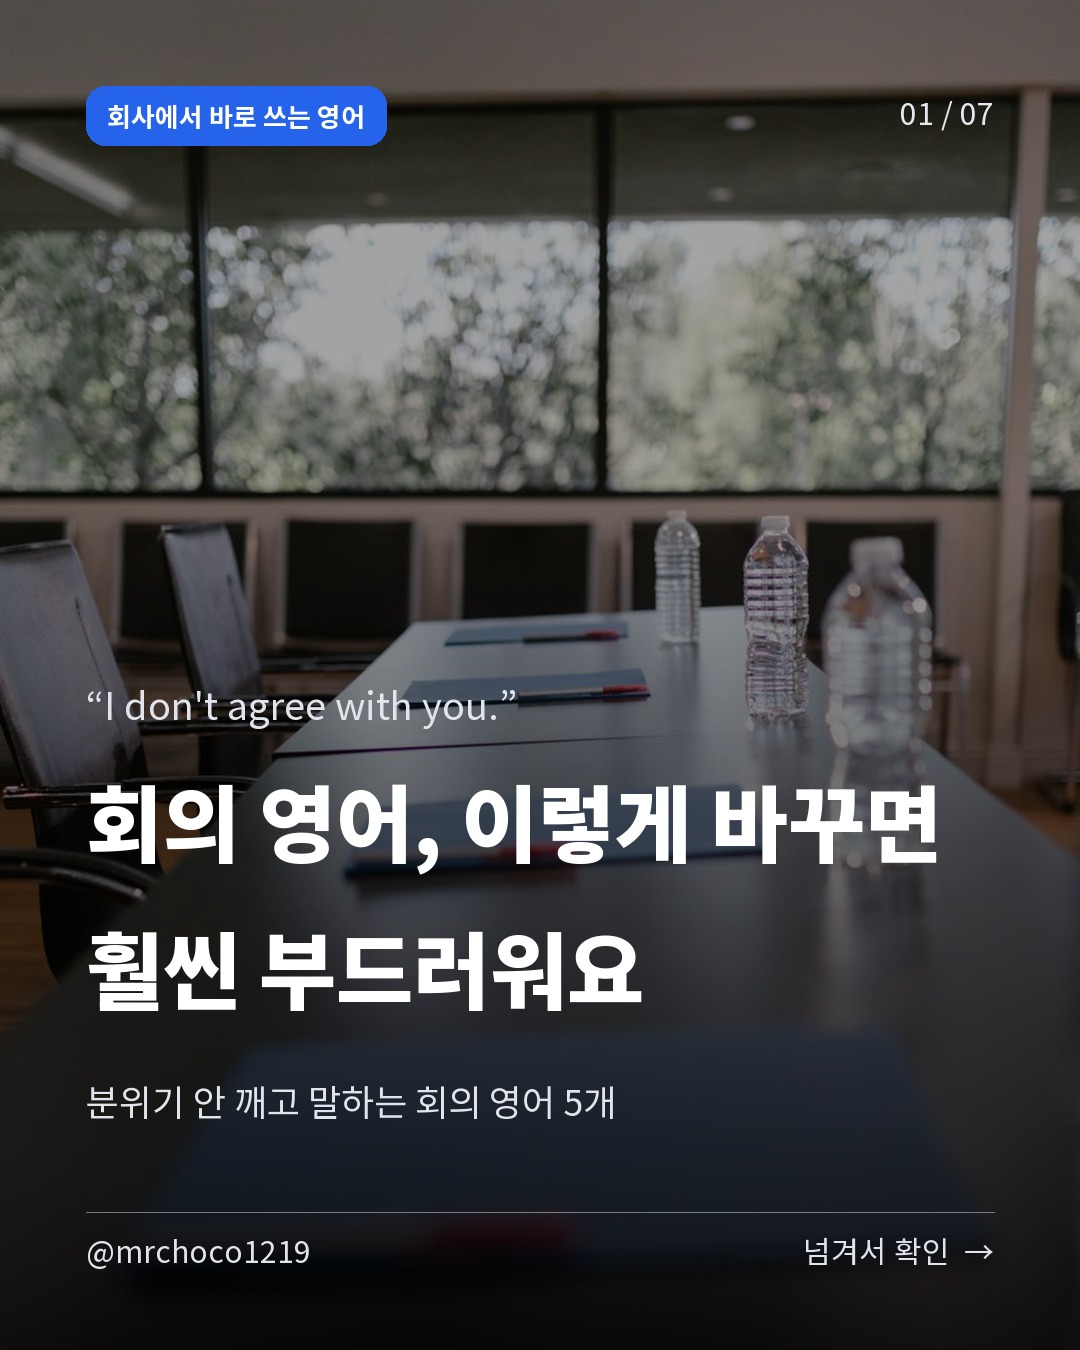 회사에서 바로 쓰는 영어
01 / 07
“I don't agree with you.”
회의 영어, 이렇게 바꾸면
훨씬 부드러워요
분위기 안 깨고 말하는 회의 영어 5개
@mrchoco1219
넘겨서 확인 →